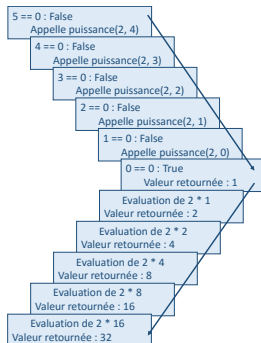 5 == 0 : False
Appelle puissance(2, 4)
4 == 0 : False
Appelle puissance(2, 3)
3 == 0 : False
Appelle puissance(2, 2)
2 == 0 : False
Appelle puissance(2, 1)
1 == 0 : False
Appelle puissance(2, 0)
0 == 0 : True
Valeur retournée : 1
Evaluation de 2 * 1
Valeur retournée : 2
Evaluation de 2 * 2
Valeur retournée : 4
Evaluation de 2 * 4
Valeur retournée : 8
Evaluation de 2 * 8
Valeur retournée : 16
Evaluation de 2 * 16
Valeur retournée : 32